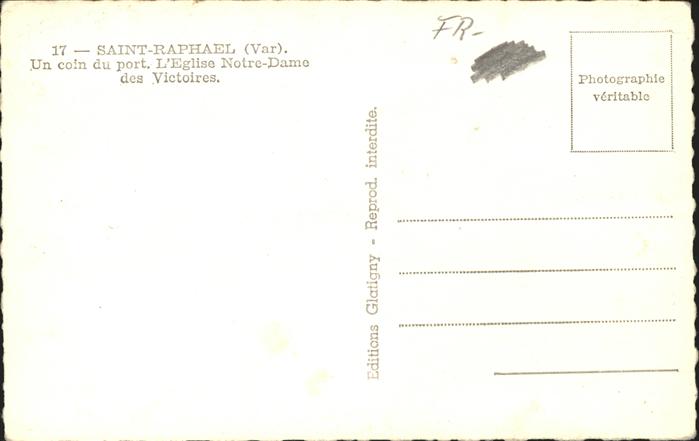 17 — SAINT-RAPHAEL (Var).
Un coin du port. L'Eglise Notre-Dame
des Victoires.
FR-
Photographie
véritable
Editions Glatigny - Reprod. interdite.